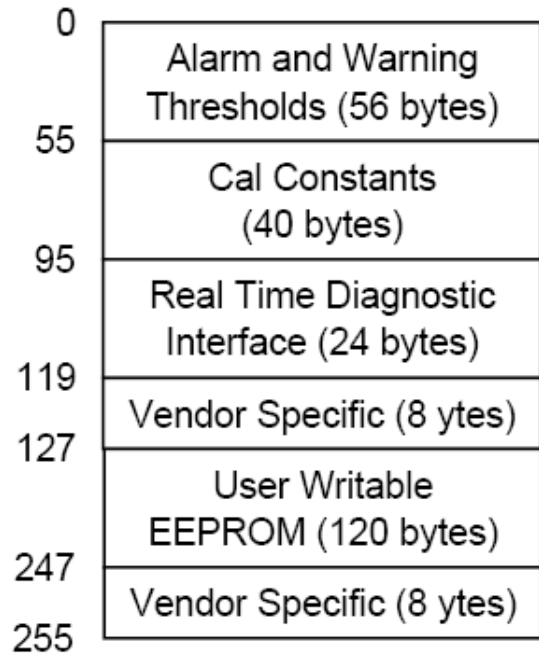 0
Alarm and Warning
Thresholds (56 bytes)
55
Cal Constants
(40 bytes)
95
Real Time Diagnostic
Interface (24 bytes)
119
Vendor Specific (8 ytes)
127
User Writable
EEPROM (120 bytes)
247
Vendor Specific (8 ytes)
255